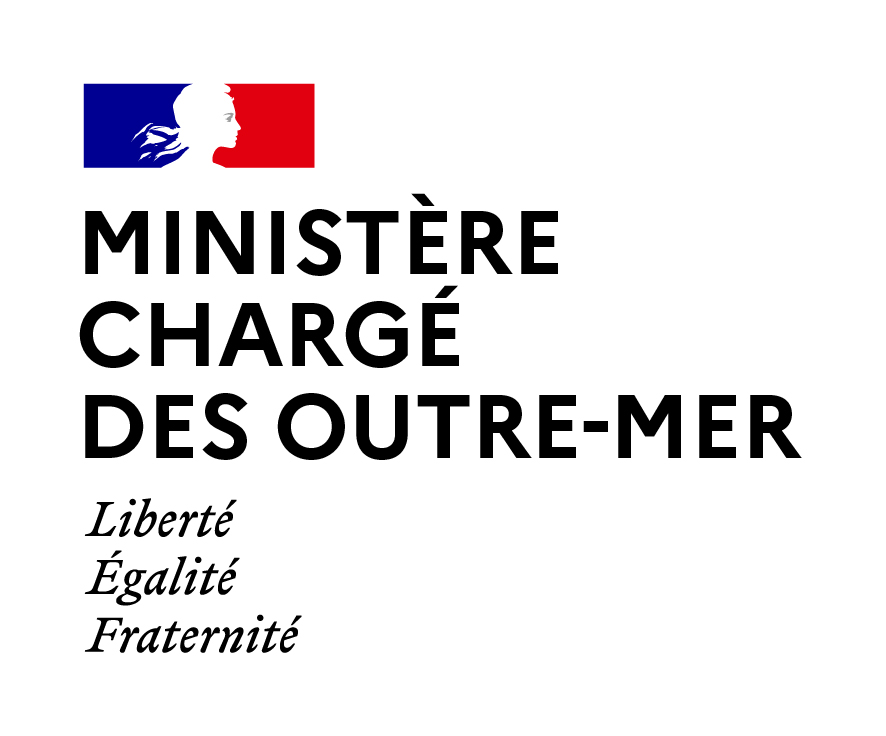 MINISTÈRE
CHARGÉ
DES OUTRE-MER
Liberté
Égalité
Fraternité